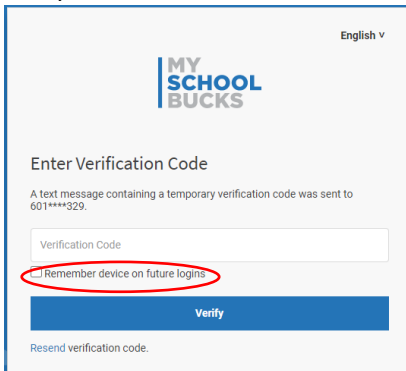 English v
MY
SCHOOL
BUCKS
Enter Verification Code
A text message containing a temporary verification code was sent to
601****329.
Verification Code
Remember device on future logins
Verify
Resend verification code.